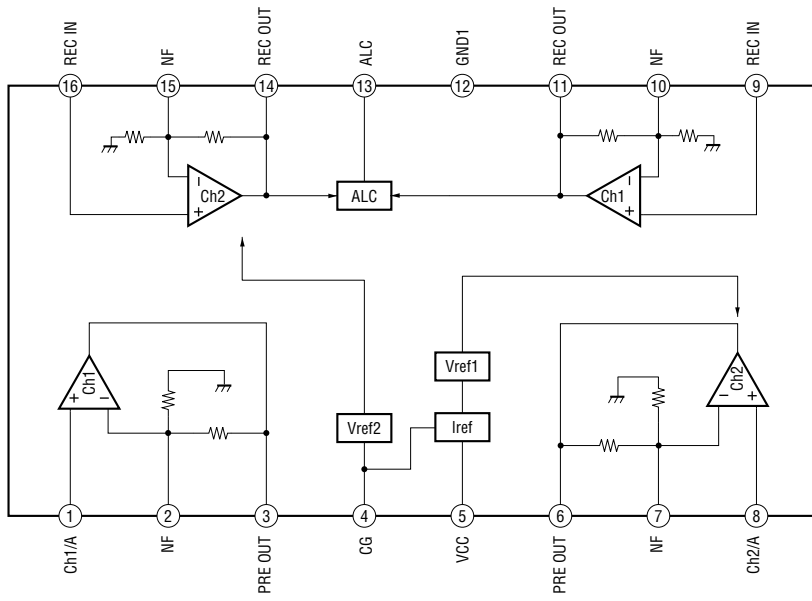 REC IN
NF
REC OUT
ALC
GND1
REC OUT
NF
REC IN
16
15
14
13
12
11
10
9
−
Ch2
+
ALC
−
Ch1
+
Ch1
+
−
Vref2
Vref1
Iref
Ch2
−
+
1
2
3
4
5
6
7
8
Ch1/A
NF
PRE OUT
CG
VCC
PRE OUT
NF
Ch2/A